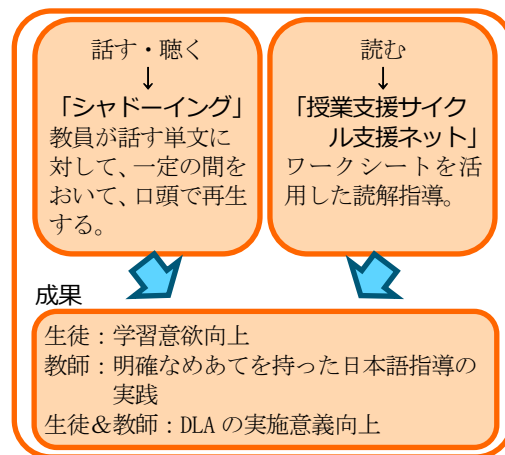 話す・聴く
↓
「シャドーイング」
教員が話す単文に
対して、一定の間を
おいて、口頭で再生
する。
読む
↓
「授業支援サイク
ル支援ネット」
ワークシートを活
用した読解指導。
成果
生徒：学習意欲向上
教師：明確なめあてを持った日本語指導の
実践
生徒＆教師：DLA の実施意義向上